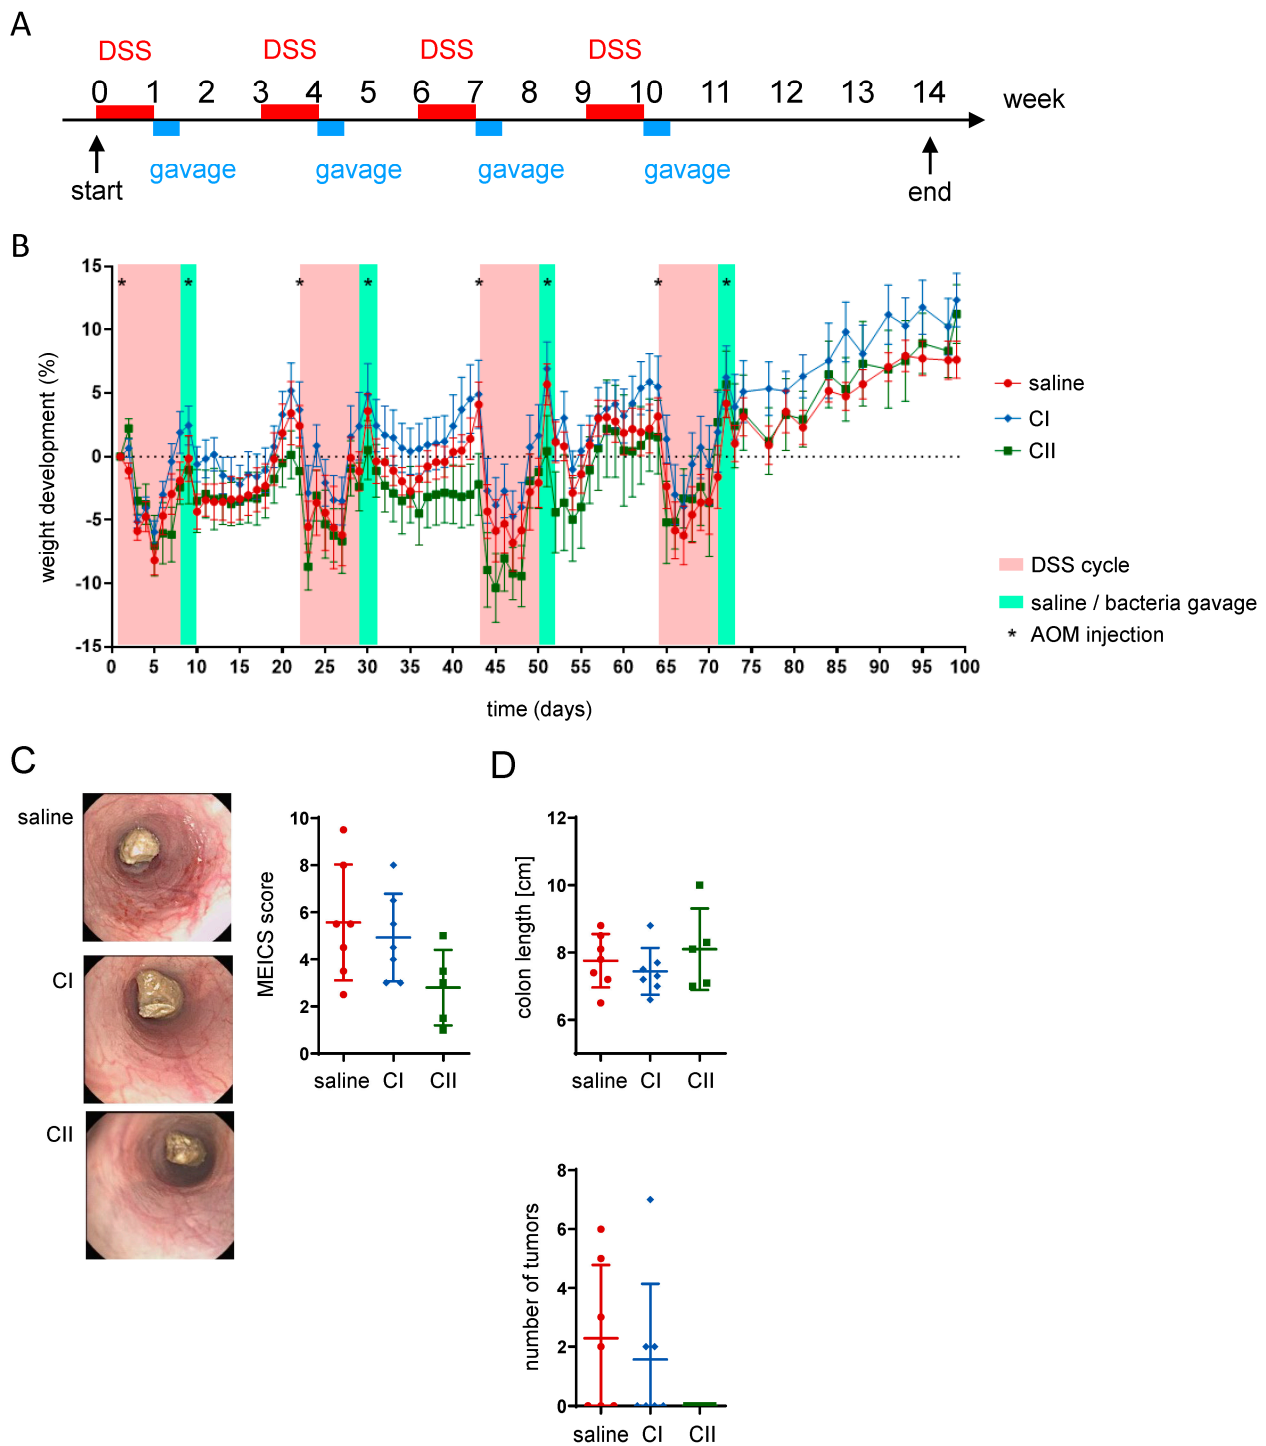 A
DSS DSS DSS DSS
0 1 2 3 4 5 6 7 8 9 10 11 12 13 14 week
gavage gavage gavage gavage
start end
B
15
10
5
0
-5
-10
-15
weight development (%)
* * * * * * * *
0 5 10 15 20 25 30 35 40 45 50 55 60 65 70 75 80 85 90 95 100
time (days)
saline
CI
CII
DSS cycle
saline / bacteria gavage
* AOM injection
C
saline
CI
CII
MEICS score
10
8
6
4
2
0
saline CI CII
D
colon length [cm]
12
10
8
6
saline CI CII
number of tumors
8
6
4
2
0
saline CI CII